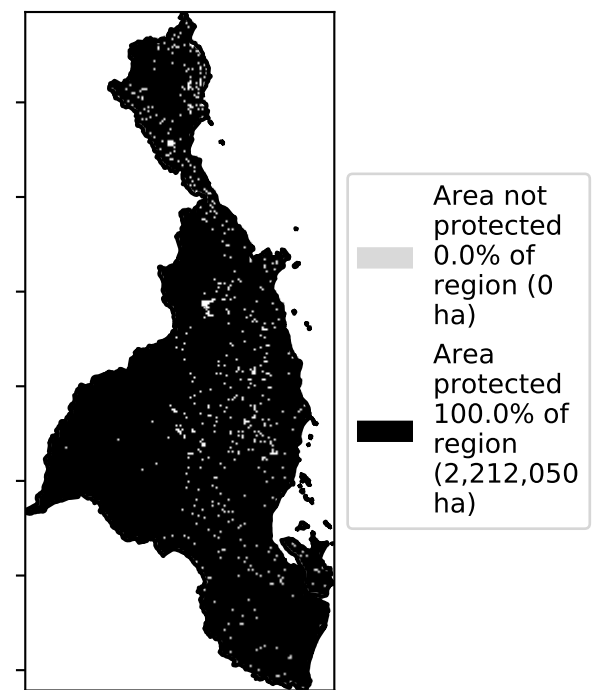 Area not
protected
0.0% of
region (0
ha)
Area
protected
100.0% of
region
(2,212,050
ha)